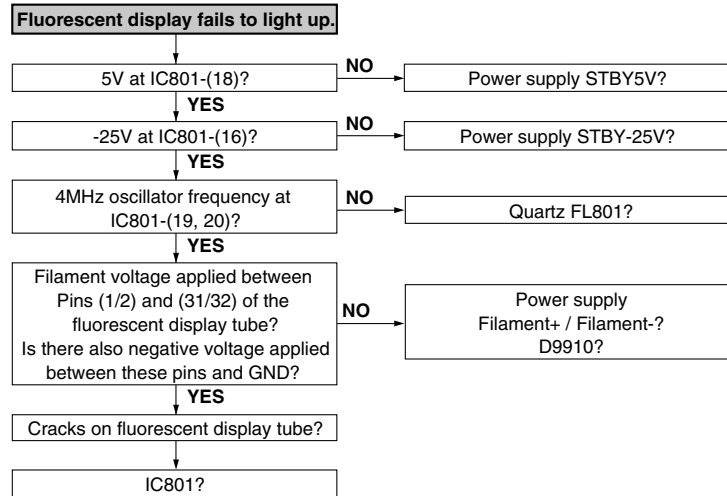 Fluorescent display fails to light up.
5V at IC801-(18)?
NO
Power supply STBY5V?
YES
-25V at IC801-(16)?
NO
Power supply STBY-25V?
YES
4MHz oscillator frequency at
IC801-(19, 20)?
NO
Quartz FL801?
YES
Filament voltage applied between
Pins (1/2) and (31/32) of the
fluorescent display tube?
Is there also negative voltage applied
between these pins and GND?
NO
Power supply
Filament+ / Filament-?
D9910?
YES
Cracks on fluorescent display tube?
IC801?